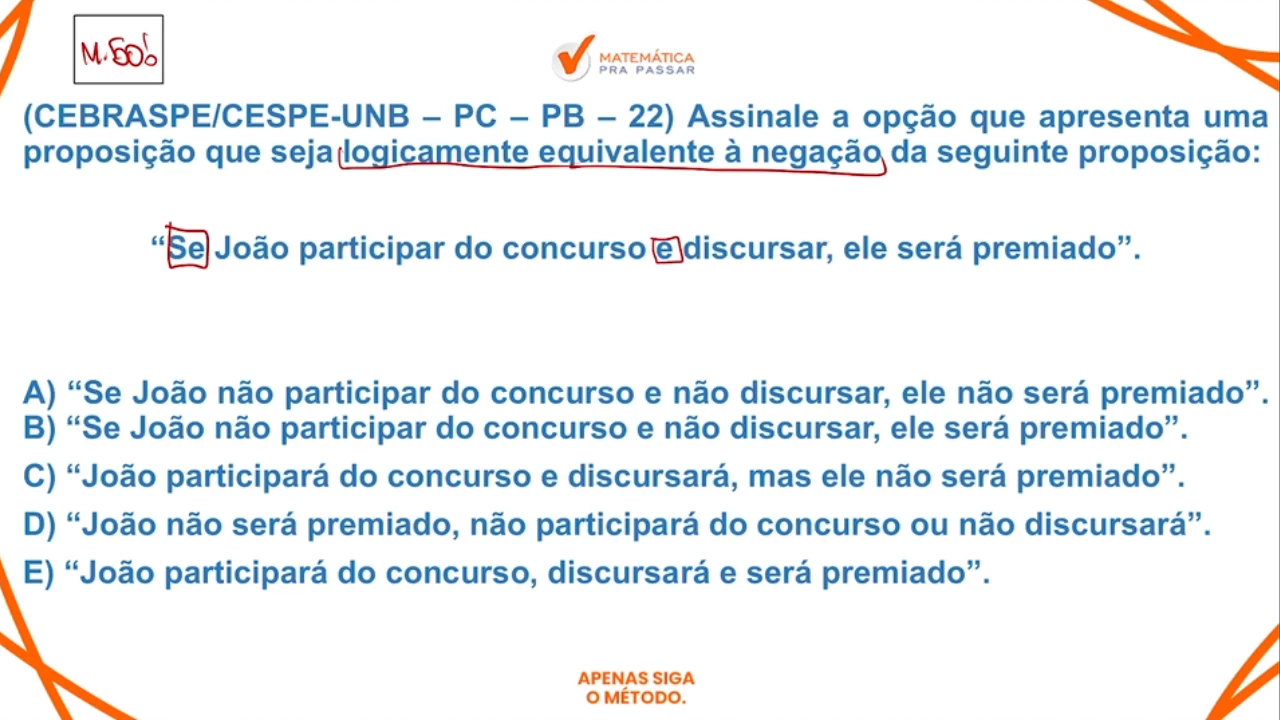 M.50!
MATEMÁTICA
PRA PASSAR
(CEBRASPE/CESPE-UNB – PC – PB – 22) Assinale a opção que apresenta uma
proposição que seja logicamente equivalente à negação da seguinte proposição:
“Se João participar do concurso e discursar, ele será premiado”.
A) “Se João não participar do concurso e não discursar, ele não será premiado”.
B) “Se João não participar do concurso e não discursar, ele será premiado”.
C) “João participará do concurso e discursará, mas ele não será premiado”.
D) “João não será premiado, não participará do concurso ou não discursará”.
E) “João participará do concurso, discursará e será premiado”.
APENAS SIGA
O MÉTODO.